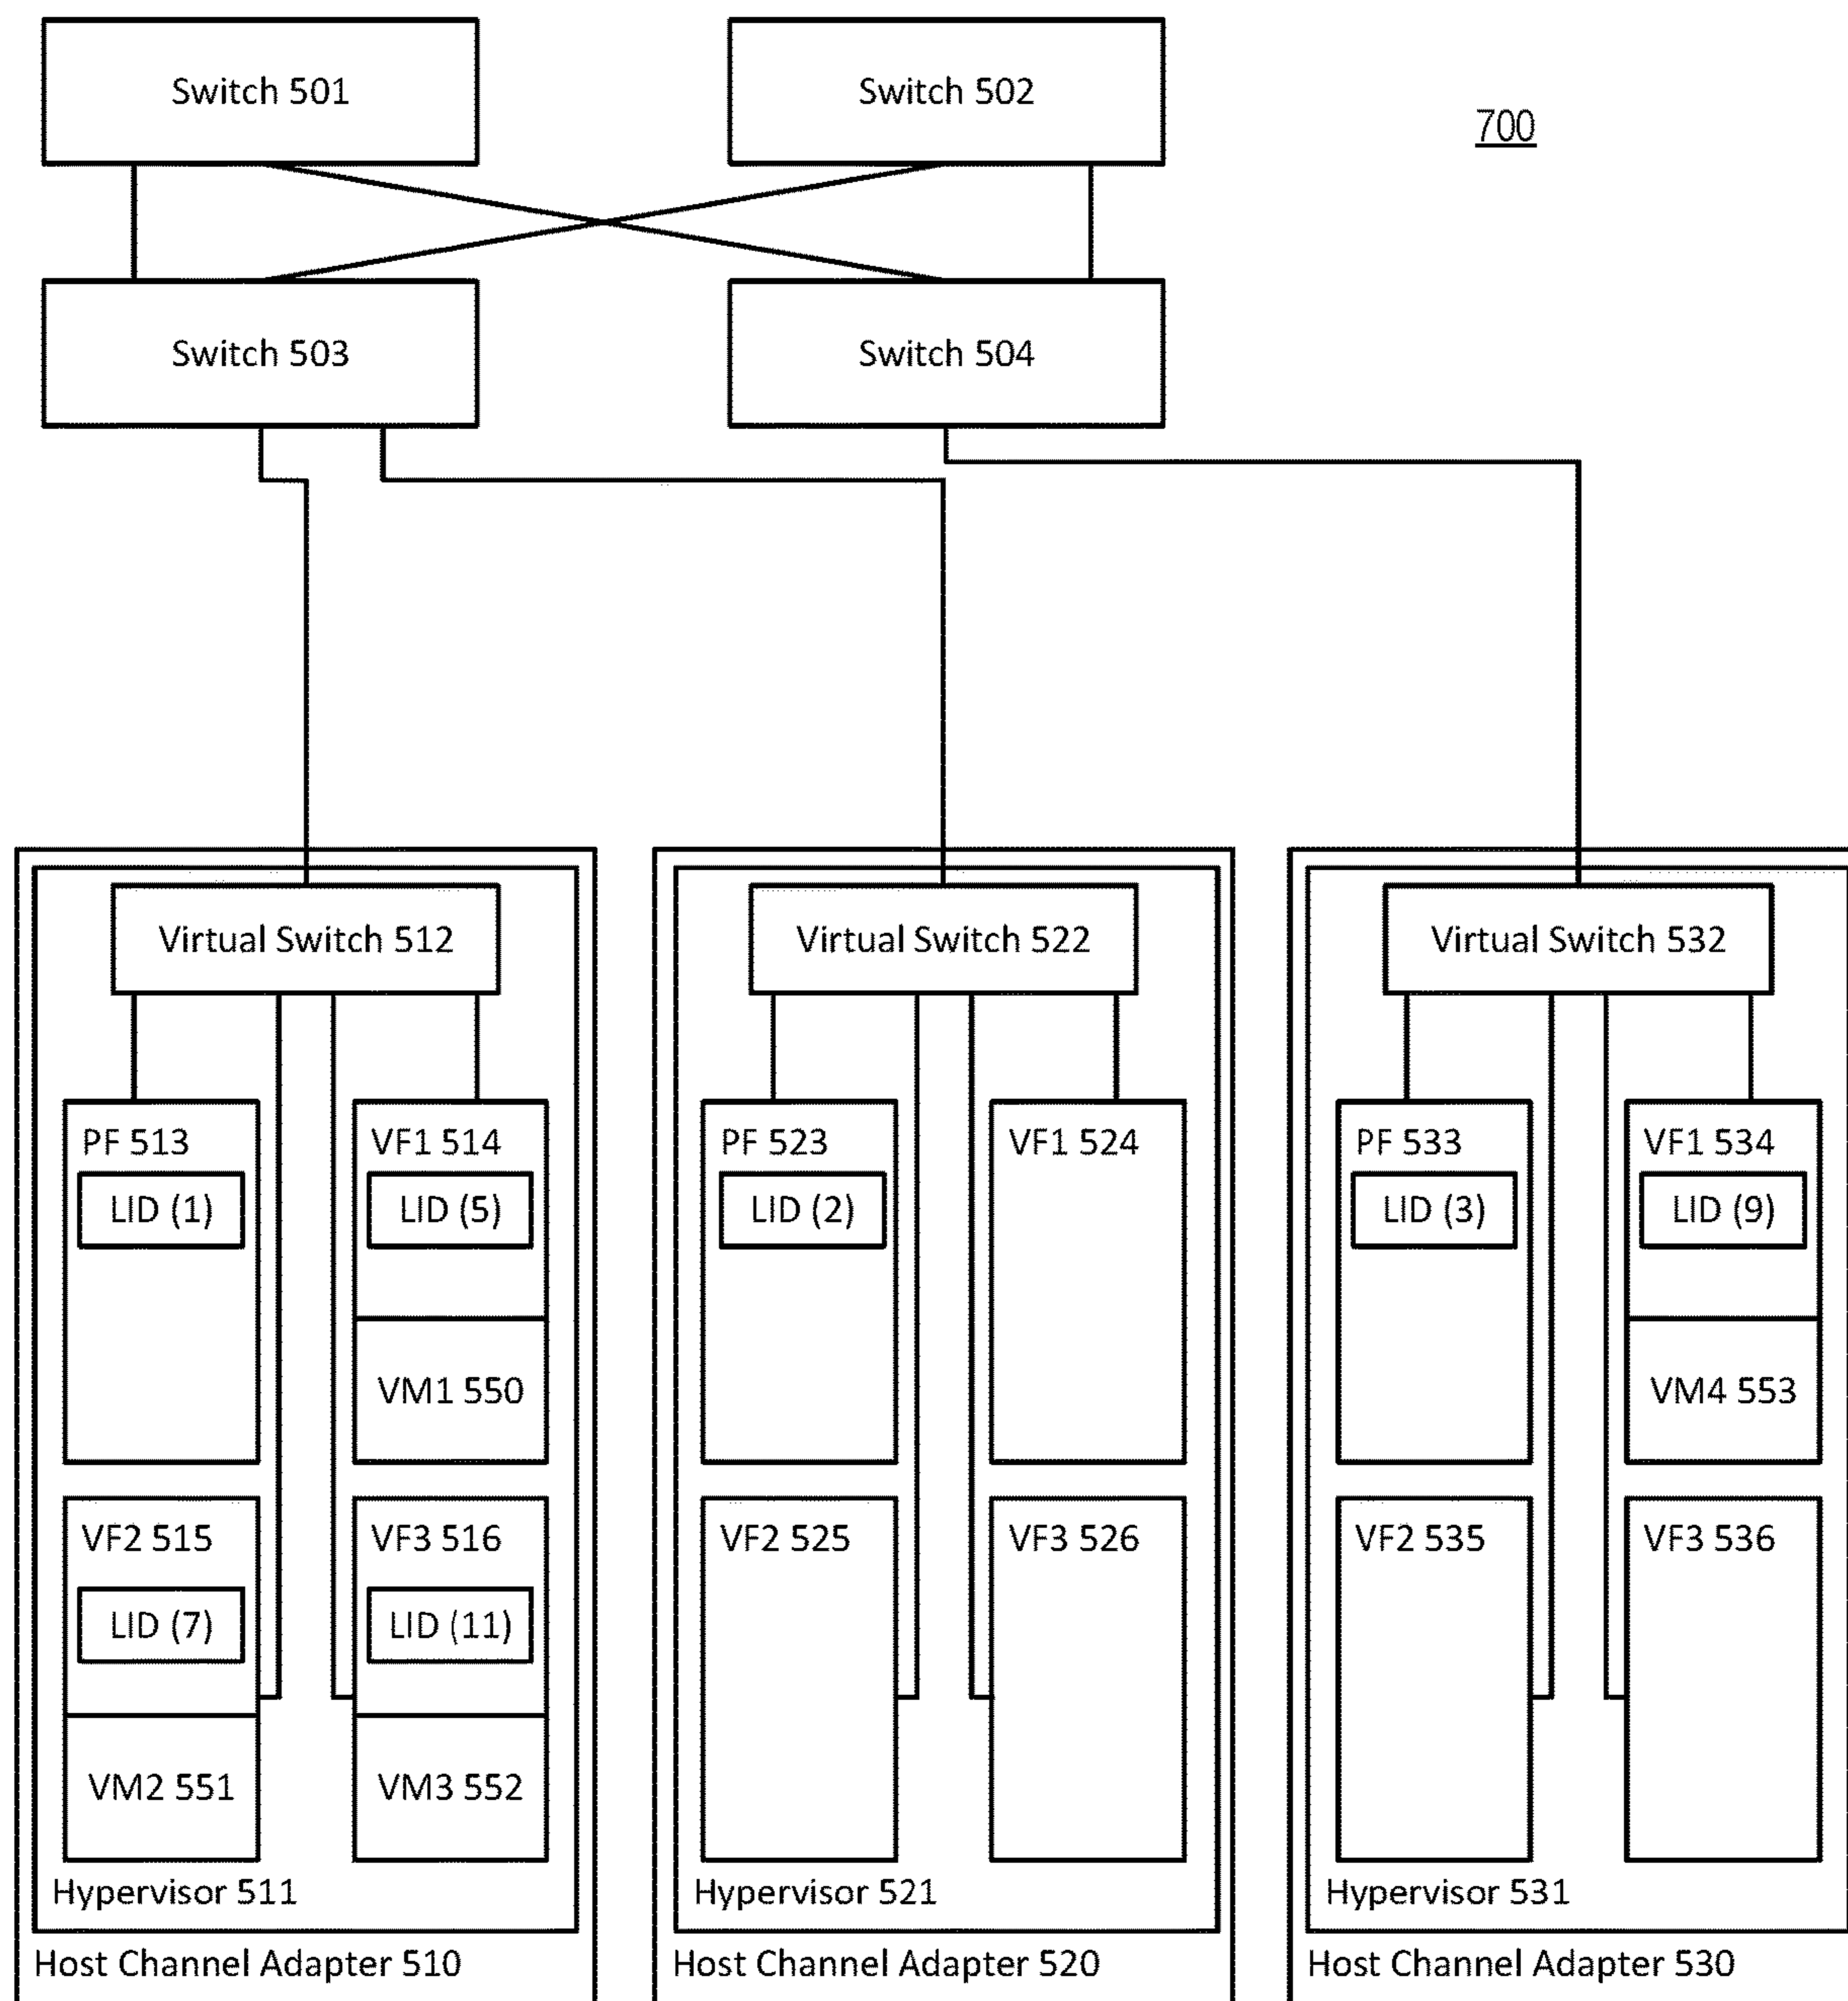 Switch 501
Switch 502
700
Switch 503
Switch 504
Virtual Switch 512
Virtual Switch 522
Virtual Switch 532
PF 513
LID (1)
VF1 514
LID (5)
VM1 550
VF2 515
LID (7)
VM2 551
VF3 516
LID (11)
VM3 552
Hypervisor 511
Host Channel Adapter 510
PF 523
LID (2)
VF1 524
VF2 525
VF3 526
Hypervisor 521
Host Channel Adapter 520
PF 533
LID (3)
VF1 534
LID (9)
VM4 553
VF2 535
VF3 536
Hypervisor 531
Host Channel Adapter 530